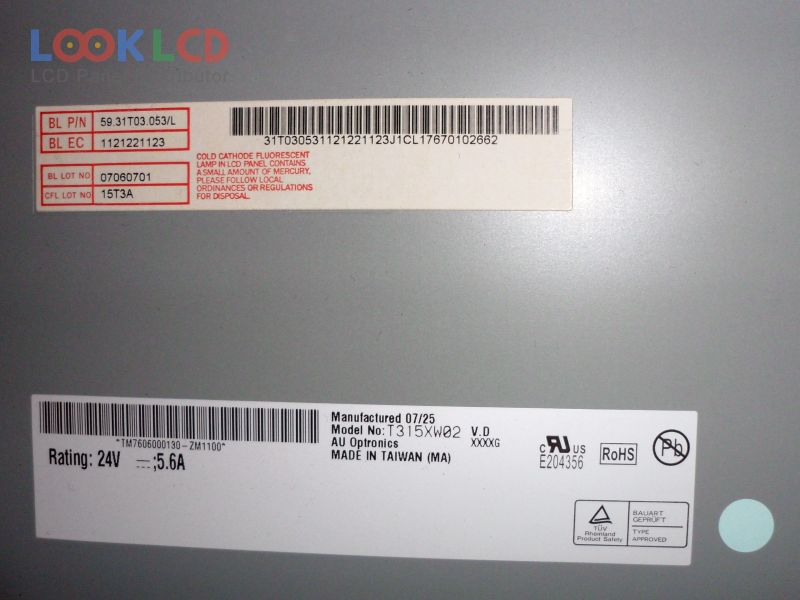 LOOKLCD
LCD Panel Distributor
BL P/N 59.31T03.053/L
BL EC 1121221123
31T030531121221123J1CL17670102662
BL LOT NO 07060701
CFL LOT NO 15T3A
COLD CATHODE FLUORESCENT
LAMP IN LCD PANEL CONTAINS
A SMALL AMOUNT OF MERCURY,
PLEASE FOLLOW LOCAL
ORDINANCES OR REGULATIONS
FOR DISPOSAL.
*TM7606000130-ZM1100*
Rating: 24V ⎓;5.6A
Manufactured 07/25
Model No: T315XW02 V.D
AU Optronics XXXXG
MADE IN TAIWAN (MA)
c RU US
E204356
RoHS
Pb
TÜV
Rheinland
Product Safety
BAUART
GEPRÜFT
TYPE
APPROVED